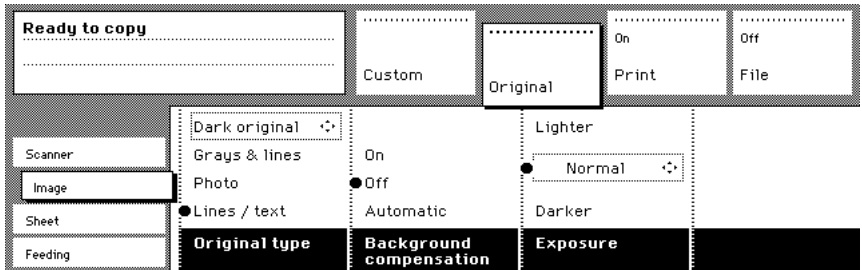 Ready to copy
Custom
Original
On
Print
Off
File
Scanner
Image
Sheet
Feeding
Dark original
Grays & lines
Photo
Lines / text
Original type
On
Off
Automatic
Background
compensation
Lighter
Normal
Darker
Exposure